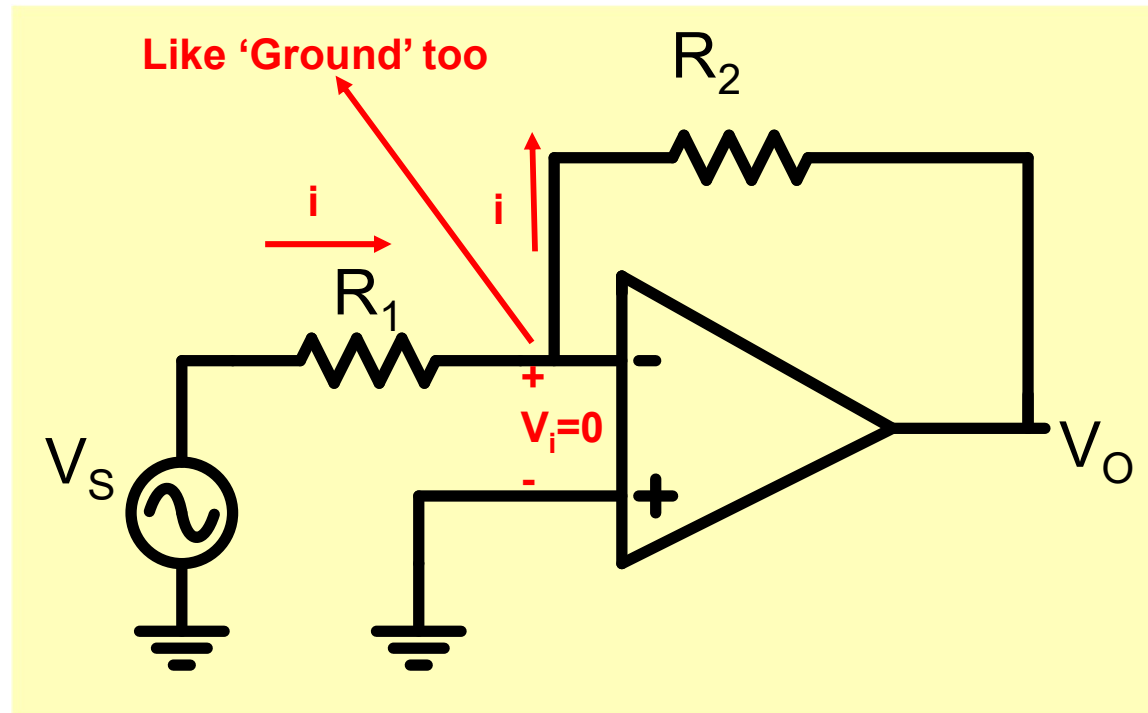 Like ‘Ground’ too
R2
i
i
R1
+
-
Vi=0
-
+
VS
VO